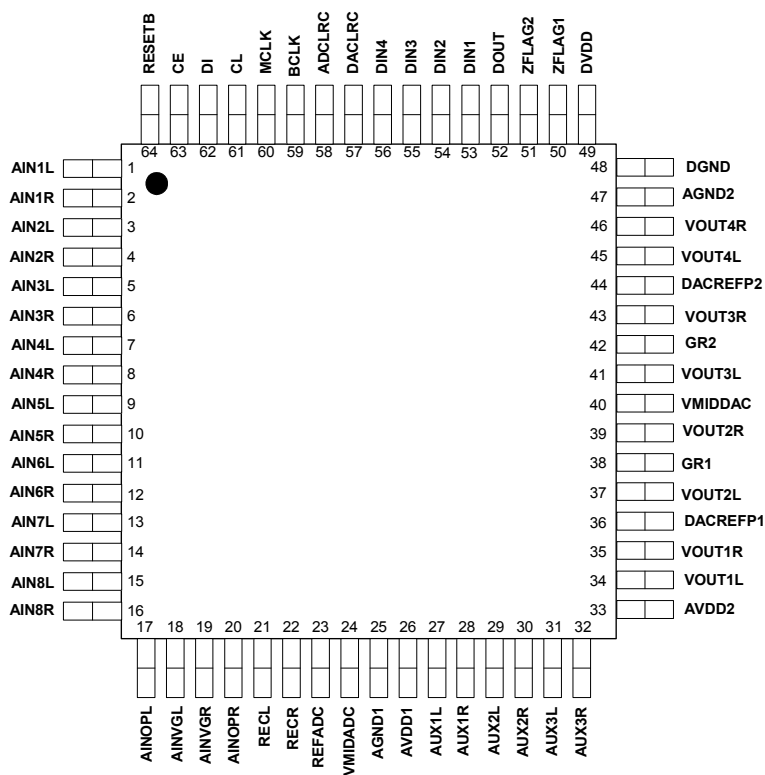 RESETB CE DI CL MCLK BCLK ADCLRC DACLRC DIN4 DIN3 DIN2 DIN1 DOUT ZFLAG2 ZFLAG1 DVDD
64 63 62 61 60 59 58 57 56 55 54 53 52 51 50 49
AIN1L 1 48 DGND
AIN1R 2 47 AGND2
AIN2L 3 46 VOUT4R
AIN2R 4 45 VOUT4L
AIN3L 5 44 DACREFP2
AIN3R 6 43 VOUT3R
AIN4L 7 42 GR2
AIN4R 8 41 VOUT3L
AIN5L 9 40 VMIDDAC
AIN5R 10 39 VOUT2R
AIN6L 11 38 GR1
AIN6R 12 37 VOUT2L
AIN7L 13 36 DACREFP1
AIN7R 14 35 VOUT1R
AIN8L 15 34 VOUT1L
AIN8R 16 33 AVDD2
17 18 19 20 21 22 23 24 25 26 27 28 29 30 31 32
AINOPL AINVGL AINVGR AINOPR RECL RECR REFADC VMIDADC AGND1 AVDD1 AUX1L AUX1R AUX2L AUX2R AUX3L AUX3R